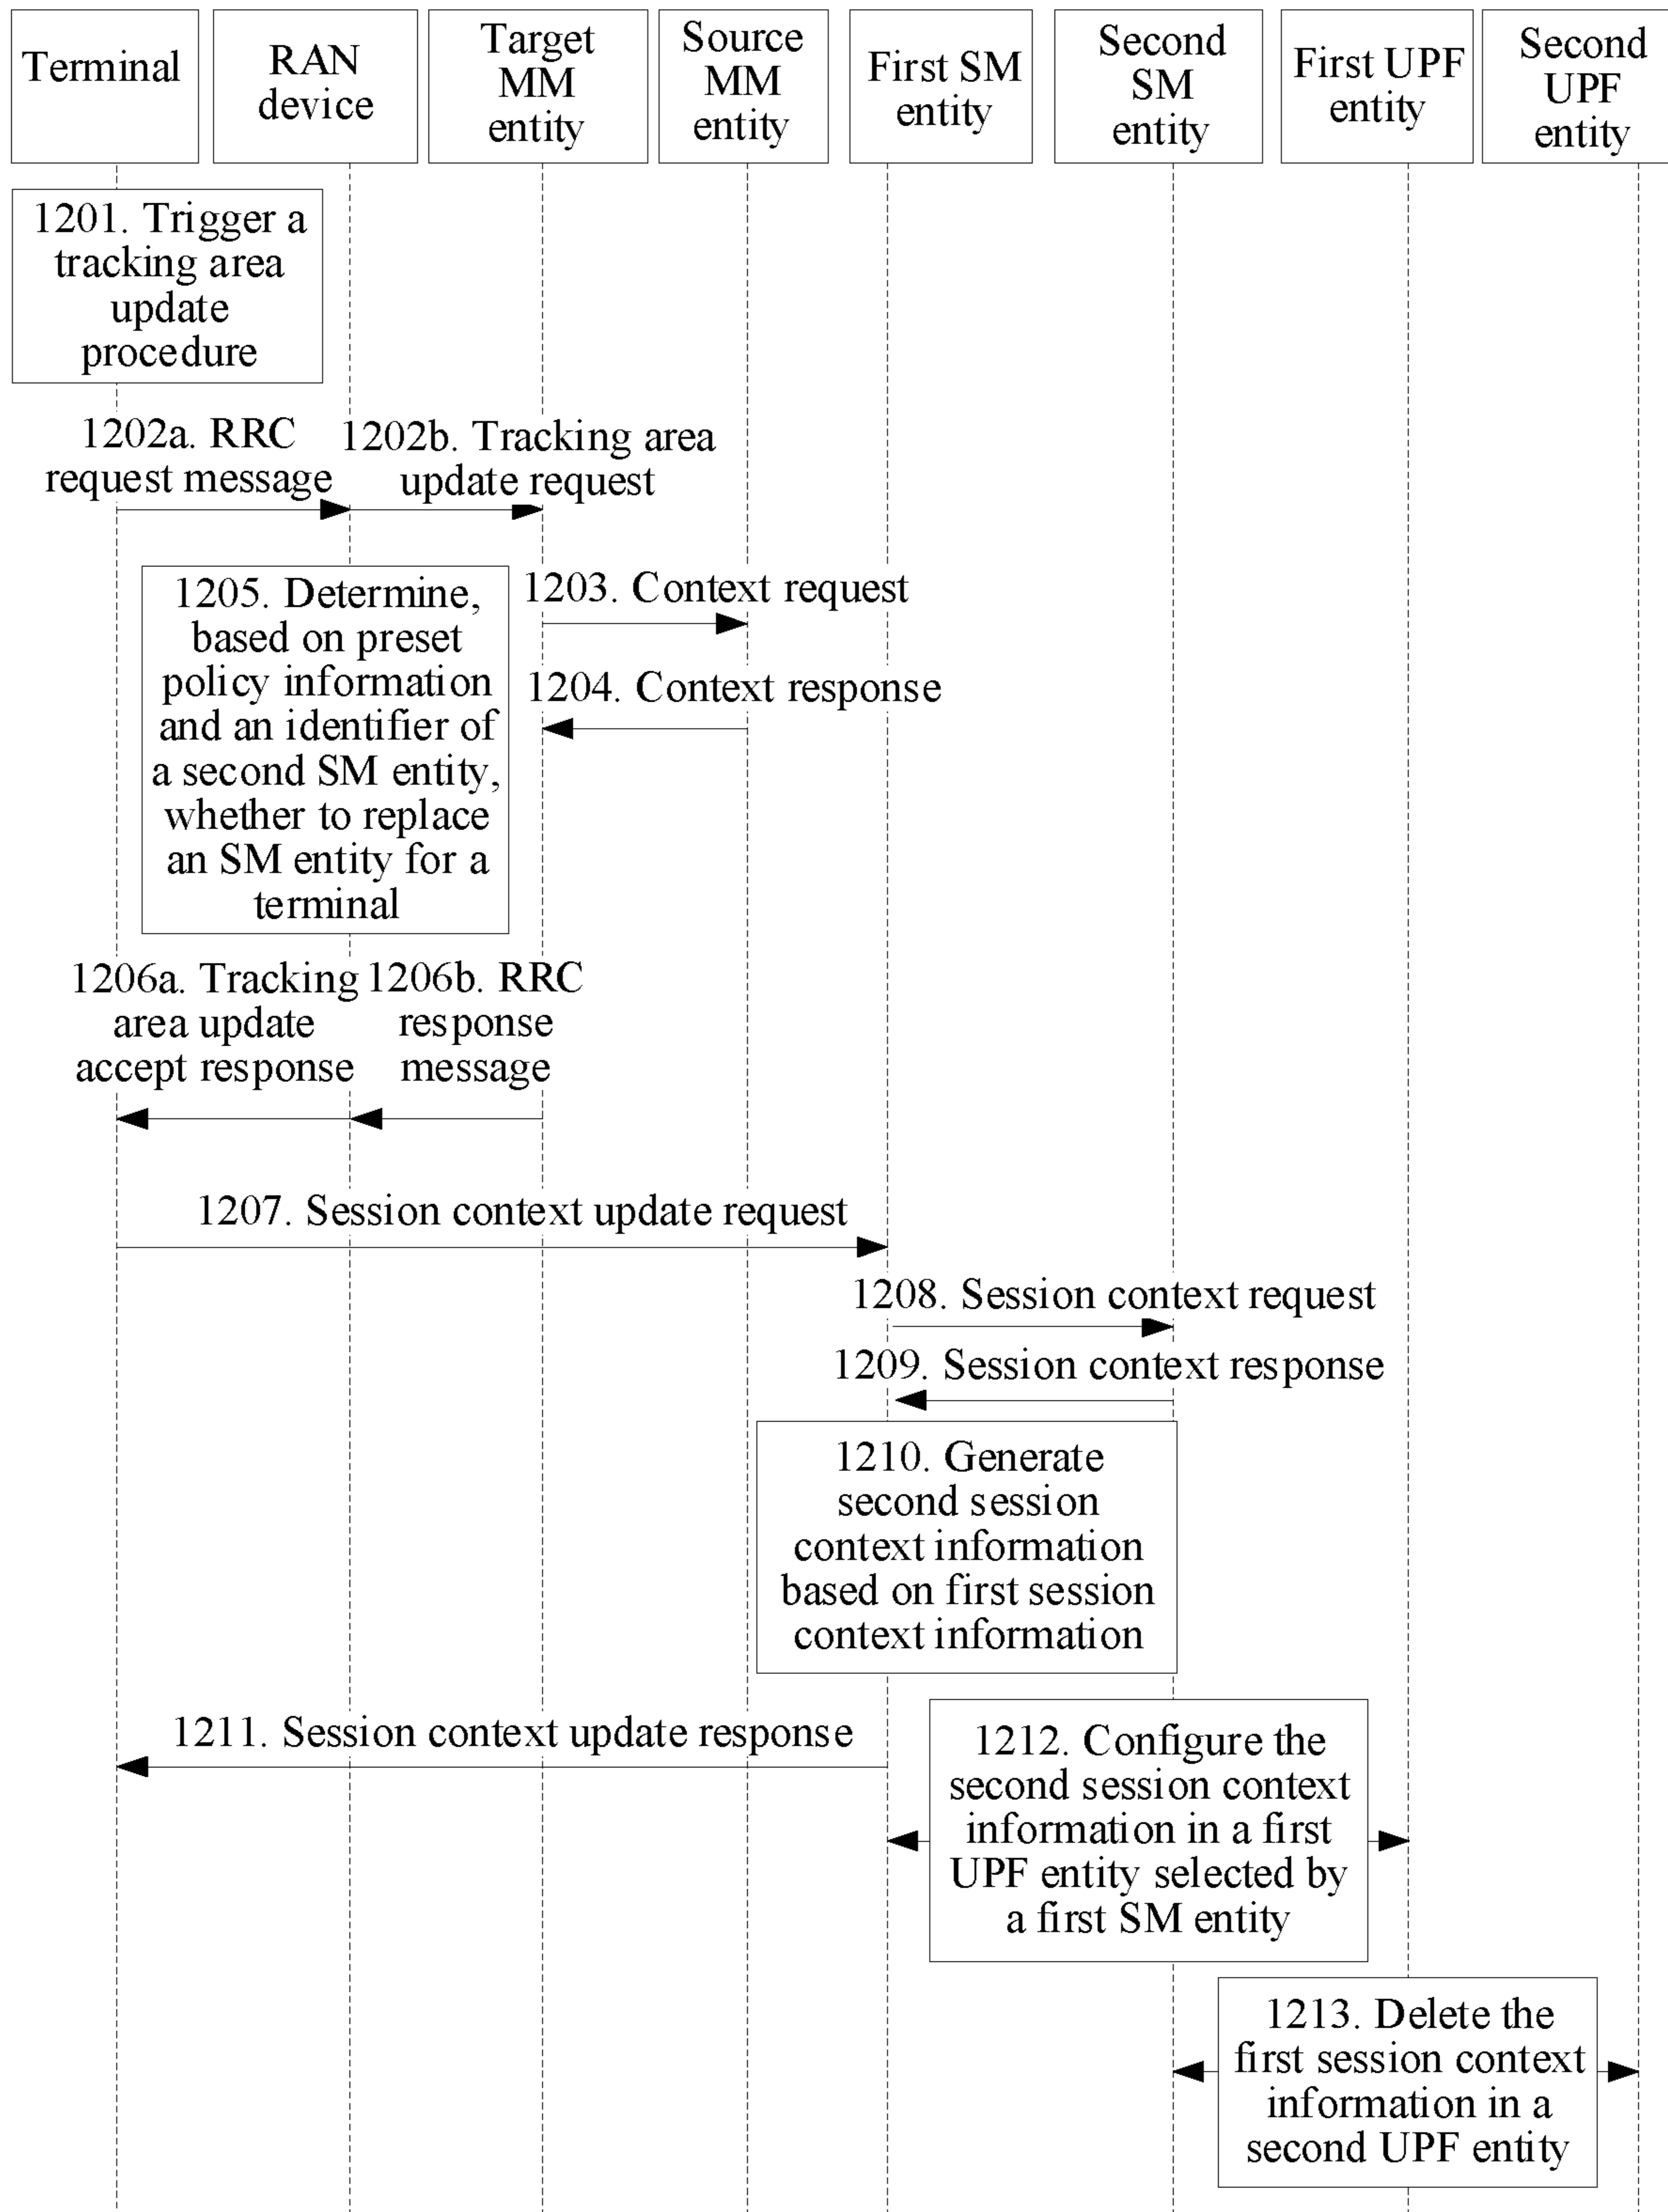 Terminal
RAN
device
Target
MM
entity
Source
MM
entity
First SM
entity
Second
SM
entity
First UPF
entity
Second
UPF
entity
1201. Trigger a
tracking area
update
procedure
1202a. RRC
request message
1202b. Tracking area
update request
1205. Determine,
based on preset
policy information
and an identifier of
a second SM entity,
whether to replace
an SM entity for a
terminal
1203. Context request
1204. Context response
1206a. Tracking
area update
accept response
1206b. RRC
response
message
1207. Session context update request
1208. Session context request
1209. Session context response
1210. Generate
second session
context information
based on first session
context information
1211. Session context update response
1212. Configure the
second session context
information in a first
UPF entity selected by
a first SM entity
1213. Delete the
first session context
information in a
second UPF entity